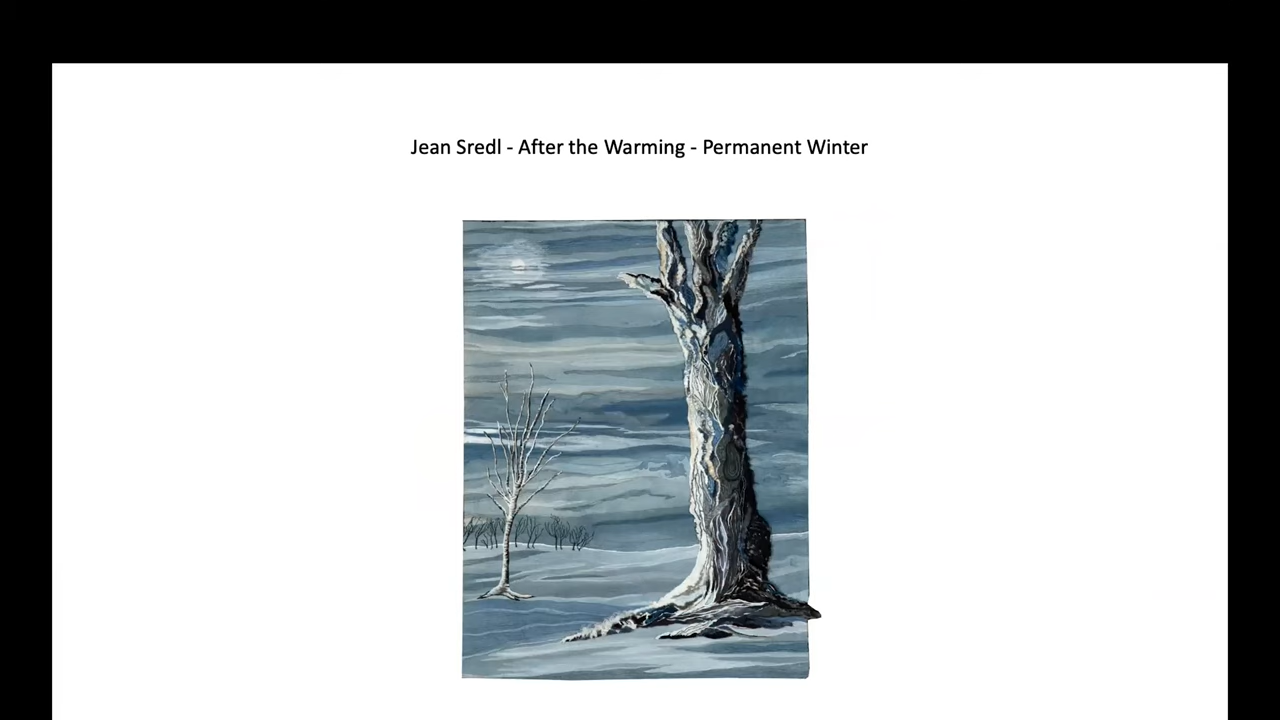 Jean Sredl - After the Warming - Permanent Winter